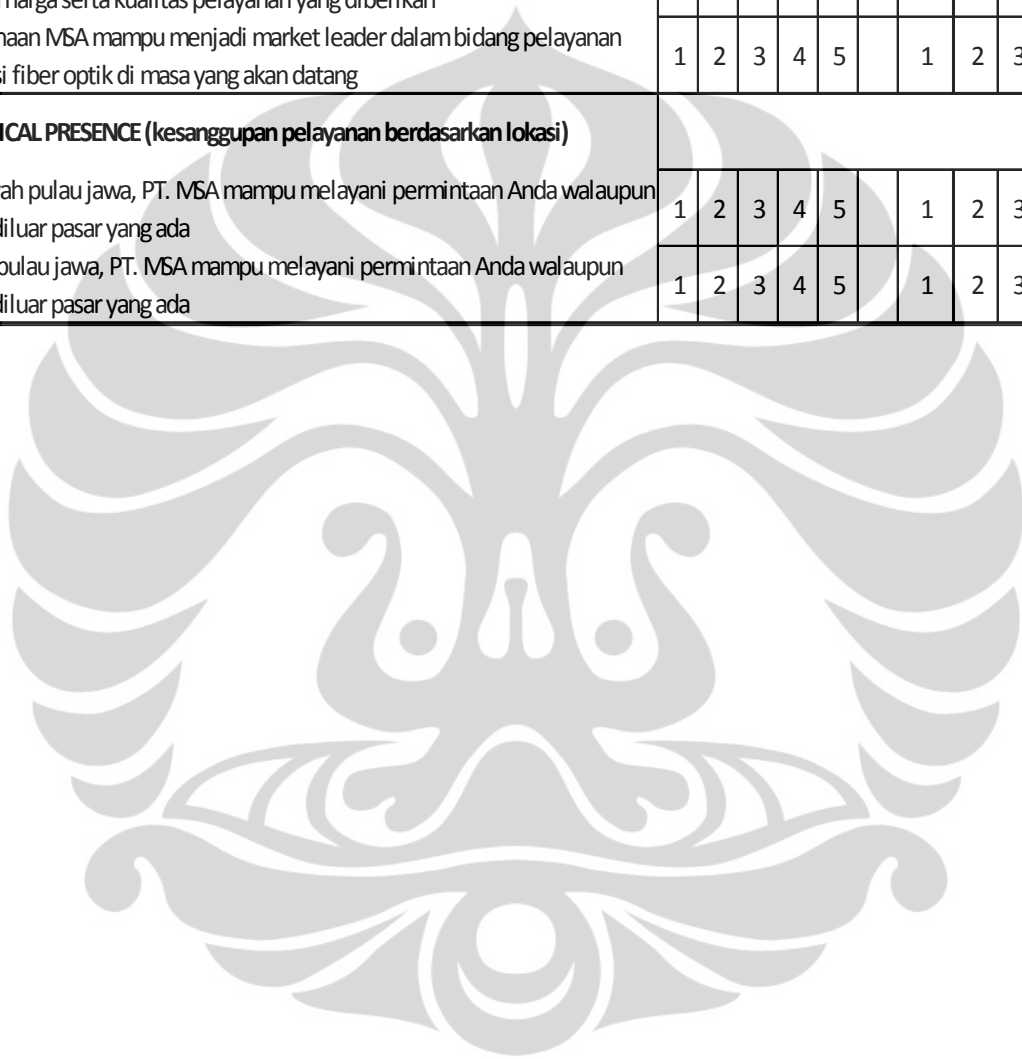 harga serta kualitas pelayanan yang diberikan
naan MSA mampu menjadi market leader dalam bidang pelayanan
si fiber optik di masa yang akan datang
1 2 3 4 5 1 2 3
ICAL PRESENCE (kesanggupan pelayanan berdasarkan lokasi)
ah pulau jawa, PT. MSA mampu melayani permintaan Anda walaupun
diluar pasar yang ada
1 2 3 4 5 1 2 3
pulau jawa, PT. MSA mampu melayani permintaan Anda walaupun
diluar pasar yang ada
1 2 3 4 5 1 2 3